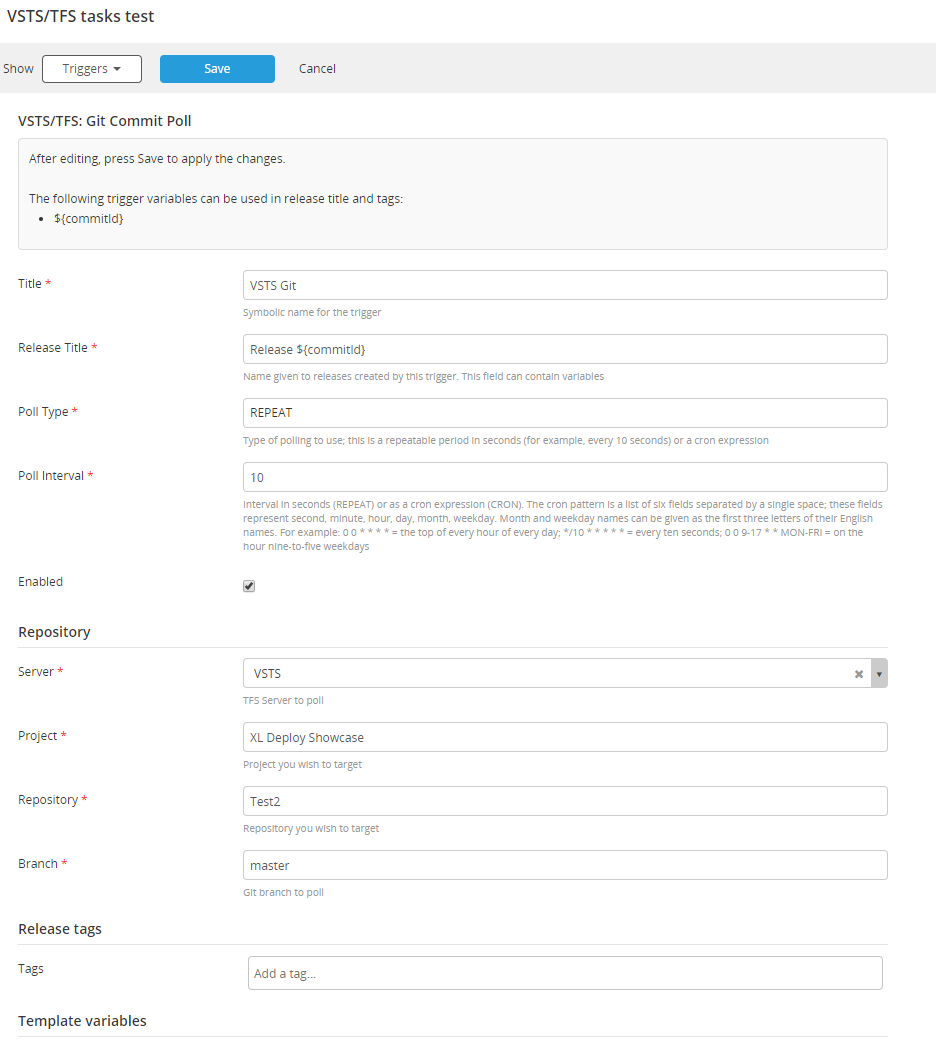 VSTS/TFS tasks test
Show Triggers Save Cancel
VSTS/TFS: Git Commit Poll
After editing, press Save to apply the changes.
The following trigger variables can be used in release title and tags:
• ${commitId}
Title *
VSTS Git
Symbolic name for the trigger
Release Title *
Release ${commitId}
Name given to releases created by this trigger. This field can contain variables
Poll Type *
REPEAT
Type of polling to use; this is a repeatable period in seconds (for example, every 10 seconds) or a cron expression
Poll Interval *
10
Interval in seconds (REPEAT) or as a cron expression (CRON). The cron pattern is a list of six fields separated by a single space; these fields
represent second, minute, hour, day, month, weekday. Month and weekday names can be given as the first three letters of their English
names. For example: 0 0 * * * * = the top of every hour of every day; */10 * * * * * = every ten seconds; 0 0 9-17 * * MON-FRI = on the
hour nine-to-five weekdays
Enabled
Repository
Server *
VSTS
TFS Server to poll
Project *
XL Deploy Showcase
Project you wish to target
Repository *
Test2
Repository you wish to target
Branch *
master
Git branch to poll
Release tags
Tags
Add a tag...
Template variables